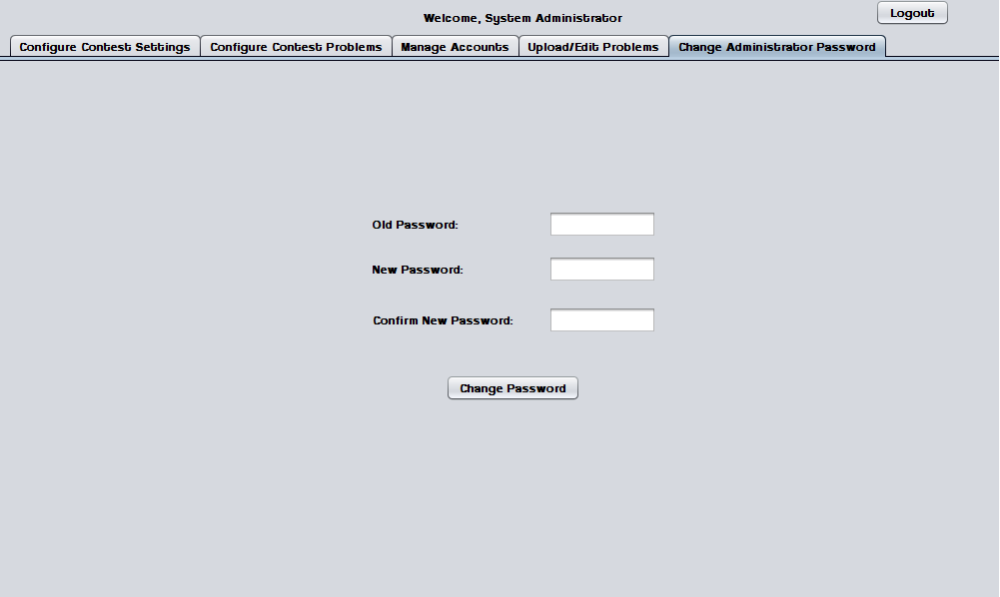 Welcome, System Administrator
Logout
Configure Contest Settings
Configure Contest Problems
Manage Accounts
Upload/Edit Problems
Change Administrator Password
Old Password:
New Password:
Confirm New Password:
Change Password